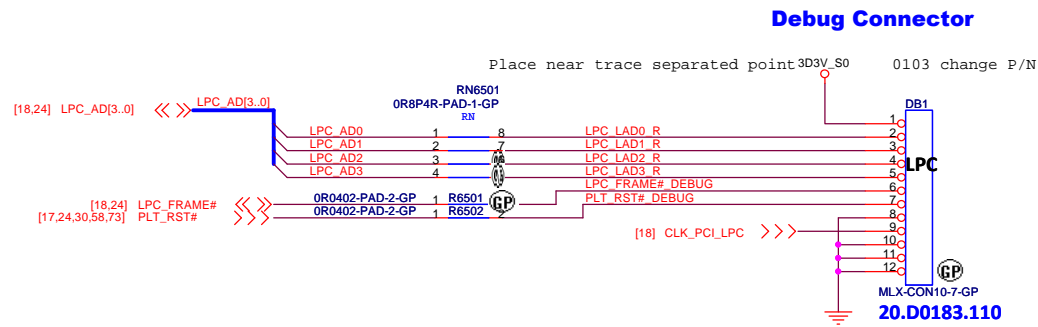 Debug Connector
Place near trace separated point 3D3V_S0 0103 change P/N
RN6501
0R8P4R-PAD-1-GP
RN
DB1
[18,24] LPC_AD[3..0] LPC_AD[3..0]
1
LPC_AD0 1 8 LPC_LAD0_R 2
LPC_AD1 2 7 LPC_LAD1_R 3
LPC_AD2 3 LPC_LAD2_R 4 LPC
LPC_AD3 4 LPC_LAD3_R 5
LPC_FRAME#_DEBUG 6
0R0402-PAD-2-GP 1 R6501 GP PLT_RST#_DEBUG 7
[18,24] LPC_FRAME#
0R0402-PAD-2-GP 1 R6502 2
[17,24,30,58,73] PLT_RST#
8
[18] CLK_PCI_LPC 9
10
11
12 GP
MLX-CON10-7-GP
20.D0183.110